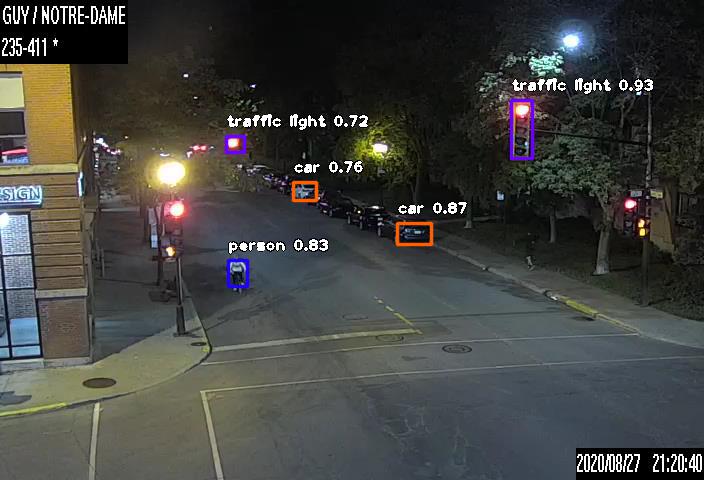 GUY / NOTRE-DAME
235-411 *
traffic light 0.93
traffic light 0.72
car 0.76
car 0.87
person 0.83
SIGN
2020/08/27 21:20:40